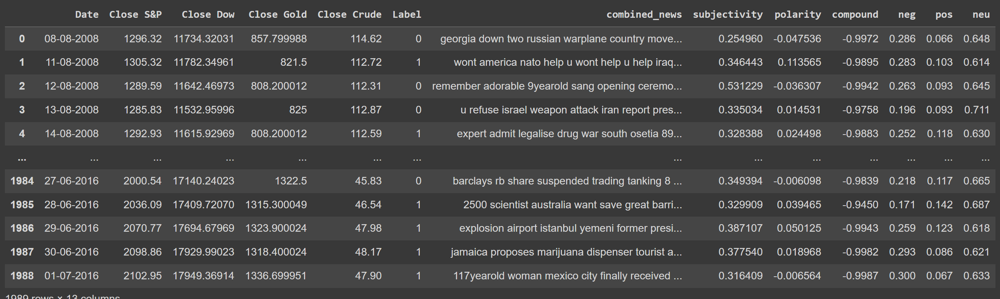 Date Close S&P Close Dow Close Gold Close Crude Label combined_news subjectivity polarity compound neg pos neu
0 08-08-2008 1296.32 11734.32031 857.799988 114.62 0 georgia down two russian warplane country move... 0.254960 -0.047536 -0.9972 0.286 0.066 0.648
1 11-08-2008 1305.32 11782.34961 821.5 112.72 1 wont america nato help u wont help u help iraq... 0.346443 0.113565 -0.9895 0.283 0.103 0.614
2 12-08-2008 1289.59 11642.46973 808.200012 112.31 0 remember adorable 9yearold sang opening ceremo... 0.531229 -0.036307 -0.9942 0.263 0.093 0.645
3 13-08-2008 1285.83 11532.95996 825 112.87 0 u refuse israel weapon attack iran report pres... 0.335034 0.014531 -0.9758 0.196 0.093 0.711
4 14-08-2008 1292.93 11615.92969 808.200012 112.59 1 expert admit legalise drug war south osetia 89... 0.328388 0.024498 -0.9883 0.252 0.118 0.630
... ... ... ... ... ... ... ... ... ... ... ... ... ...
1984 27-06-2016 2000.54 17140.24023 1322.5 45.83 0 barclays rb share suspended trading tanking 8 ... 0.349394 -0.006098 -0.9839 0.218 0.117 0.665
1985 28-06-2016 2036.09 17409.72070 1315.300049 46.54 1 2500 scientist australia want save great barri... 0.329909 0.039465 -0.9450 0.171 0.142 0.687
1986 29-06-2016 2070.77 17694.67969 1323.900024 47.98 1 explosion airport istanbul yemeni former presi... 0.387107 0.050125 -0.9943 0.259 0.123 0.618
1987 30-06-2016 2098.86 17929.99023 1318.400024 48.17 1 jamaica proposes marijuana dispenser tourist a... 0.377540 0.018968 -0.9982 0.293 0.086 0.621
1988 01-07-2016 2102.95 17949.36914 1336.699951 47.90 1 117yearold woman mexico city finally received ... 0.316409 -0.006564 -0.9987 0.300 0.067 0.633
1989 rows × 13 columns